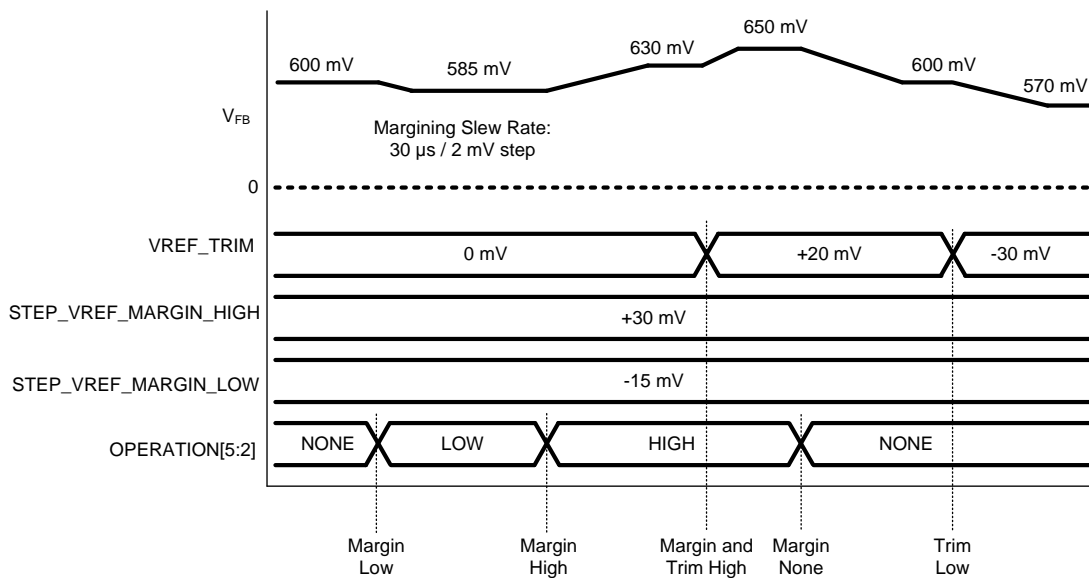 650 mV
630 mV
600 mV
585 mV
600 mV
570 mV
VFB
Margining Slew Rate:
30 µs / 2 mV step
0
VREF_TRIM
0 mV
+20 mV
-30 mV
STEP_VREF_MARGIN_HIGH
+30 mV
STEP_VREF_MARGIN_LOW
-15 mV
OPERATION[5:2]
NONE
LOW
HIGH
NONE
Margin
Low
Margin
High
Margin and
Trim High
Margin
None
Trim
Low